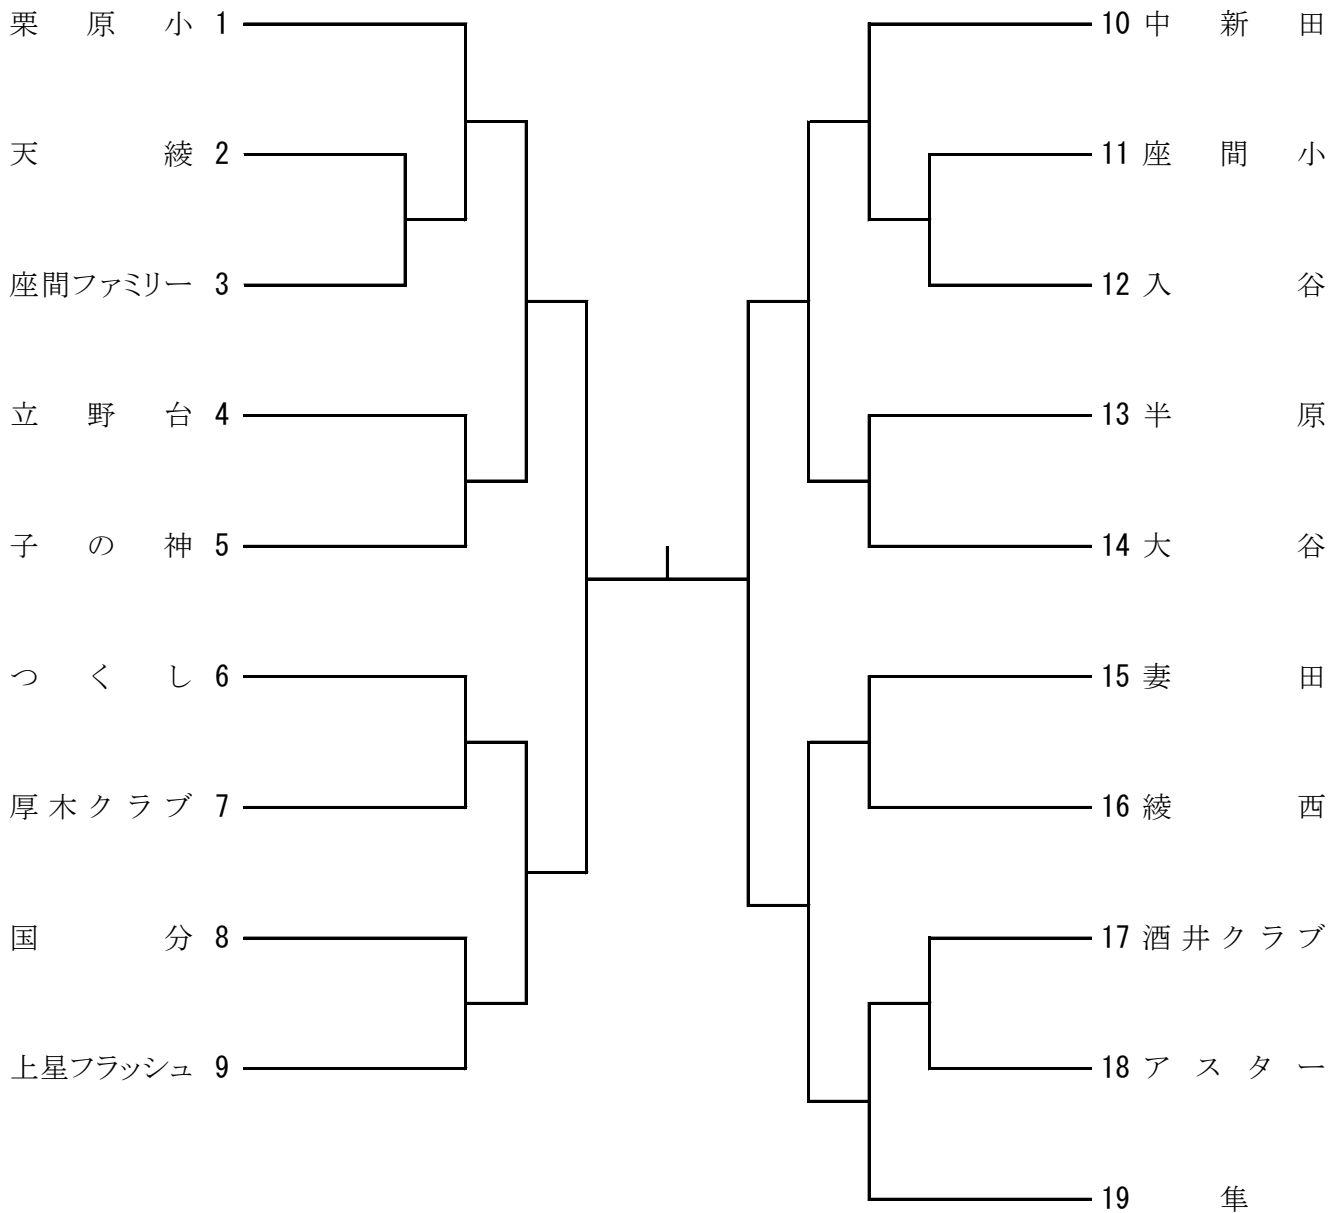 栗原小 1
天綾 2
座間ファミリー 3
立野台 4
子の神 5
つくし 6
厚木クラブ 7
国分 8
上星フラッシュ 9
10 中新田
11 座間小
12 入谷
13 半原
14 大谷
15 妻田
16 綾西
17 酒井クラブ
18 アスター
19 隼